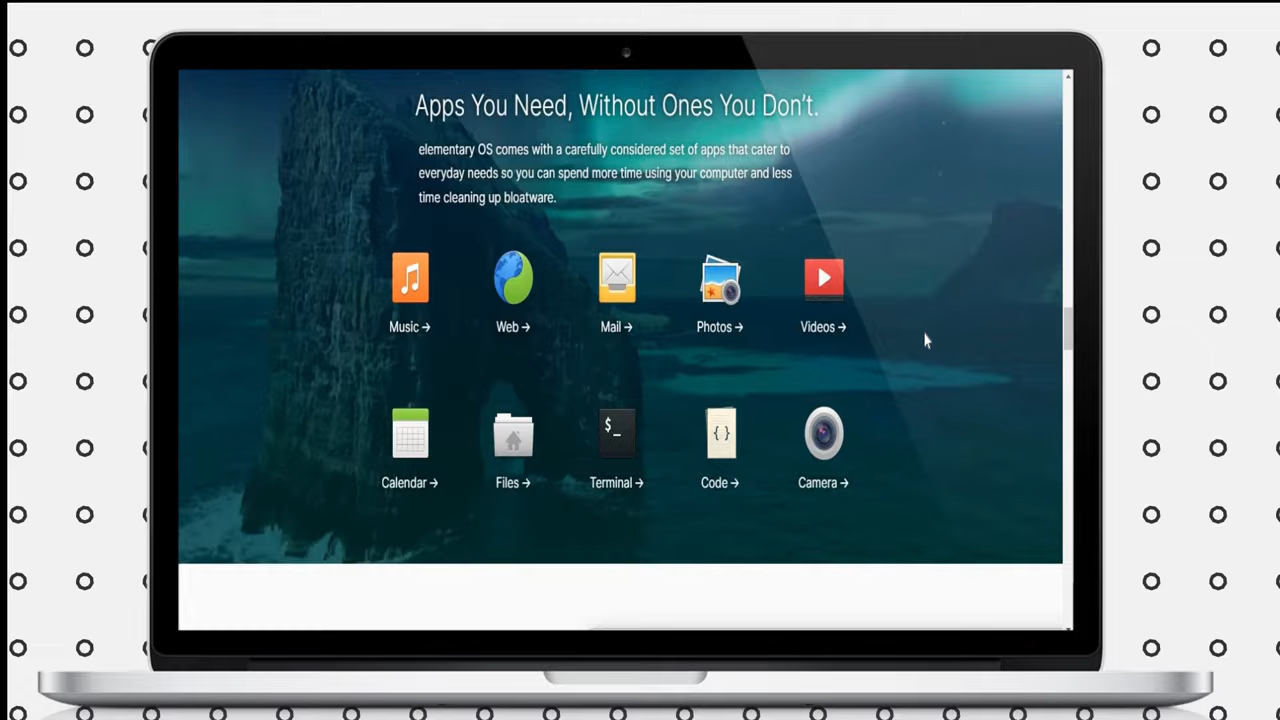 Apps You Need, Without Ones You Don't.
elementary OS comes with a carefully considered set of apps that cater to
everyday needs so you can spend more time using your computer and less
time cleaning up bloatware.
Music → Web → Mail → Photos → Videos →
$_ { }
Calendar → Files → Terminal → Code → Camera →